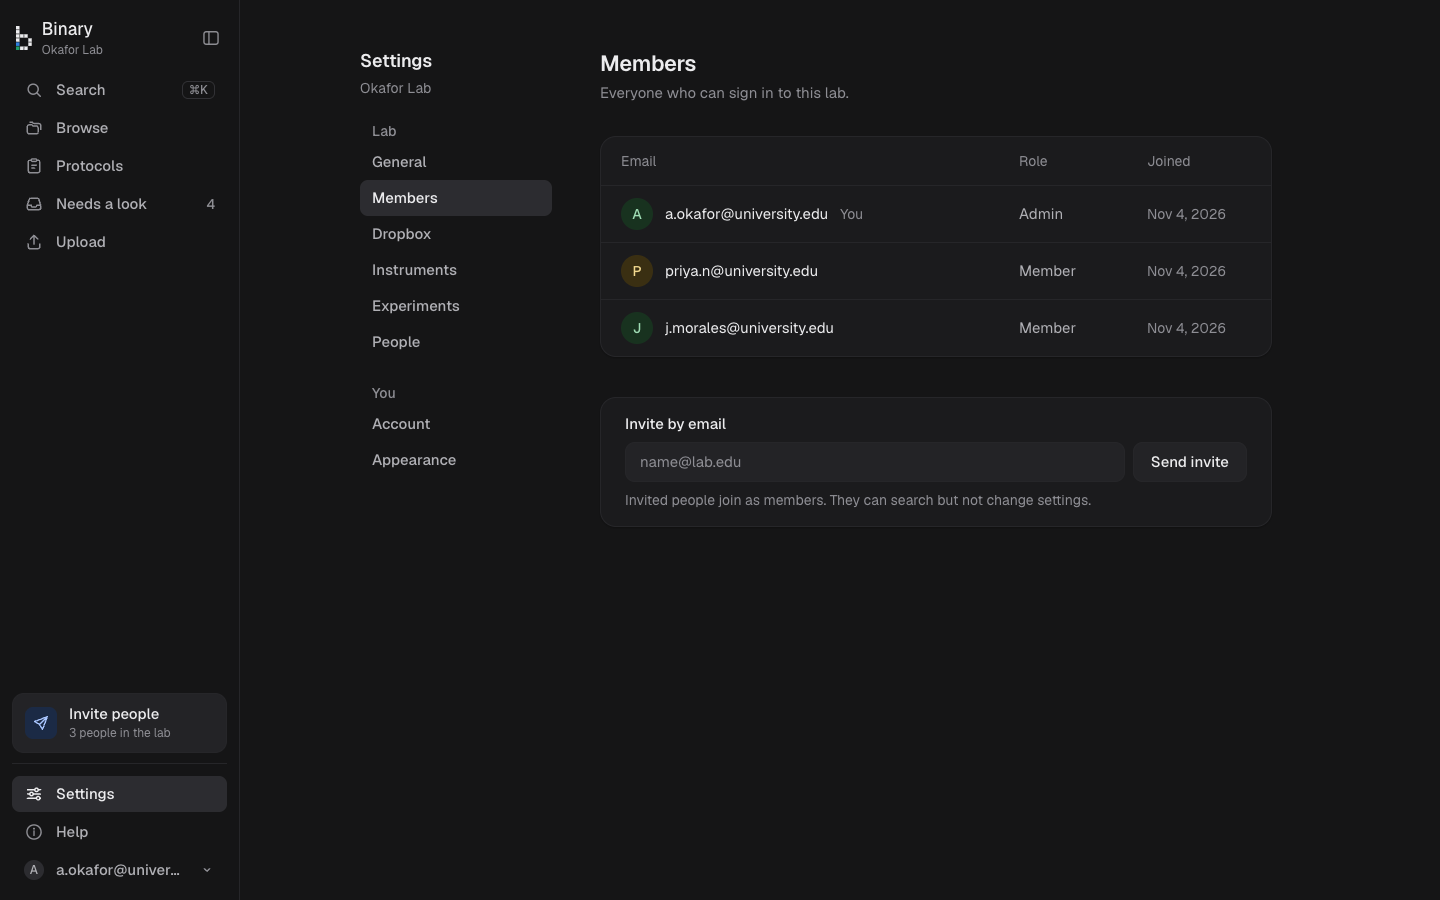 Binary
Okafor Lab
Search ⌘K
Browse
Protocols
Needs a look 4
Upload
Invite people
3 people in the lab
Settings
Help
A a.okafor@univer...
Settings
Okafor Lab
Lab
General
Members
Dropbox
Instruments
Experiments
People
You
Account
Appearance
Members
Everyone who can sign in to this lab.
Email Role Joined
A a.okafor@university.edu You Admin Nov 4, 2026
P priya.n@university.edu Member Nov 4, 2026
J j.morales@university.edu Member Nov 4, 2026
Invite by email
name@lab.edu Send invite
Invited people join as members. They can search but not change settings.